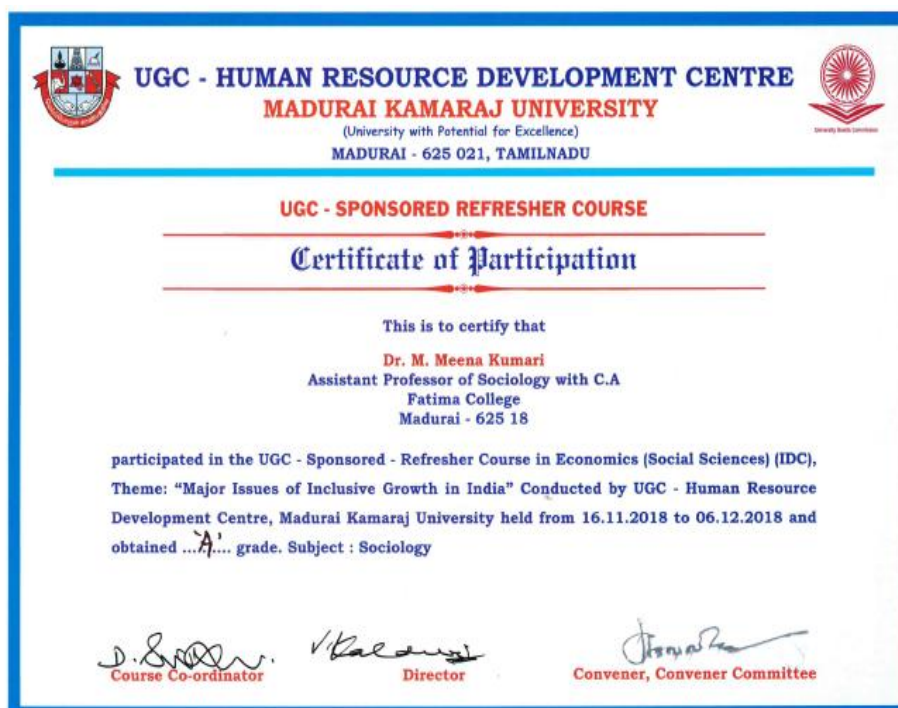 UGC - HUMAN RESOURCE DEVELOPMENT CENTRE
MADURAI KAMARAJ UNIVERSITY
(University with Potential for Excellence)
MADURAI - 625 021, TAMILNADU
University Grants Commission
UGC - SPONSORED REFRESHER COURSE
Certificate of Participation
This is to certify that
Dr. M. Meena Kumari
Assistant Professor of Sociology with C.A
Fatima College
Madurai - 625 18
participated in the UGC - Sponsored - Refresher Course in Economics (Social Sciences) (IDC),
Theme: “Major Issues of Inclusive Growth in India” Conducted by UGC - Human Resource
Development Centre, Madurai Kamaraj University held from 16.11.2018 to 06.12.2018 and
obtained ...'A'.... grade. Subject : Sociology
Course Co-ordinator
Director
Convener, Convener Committee